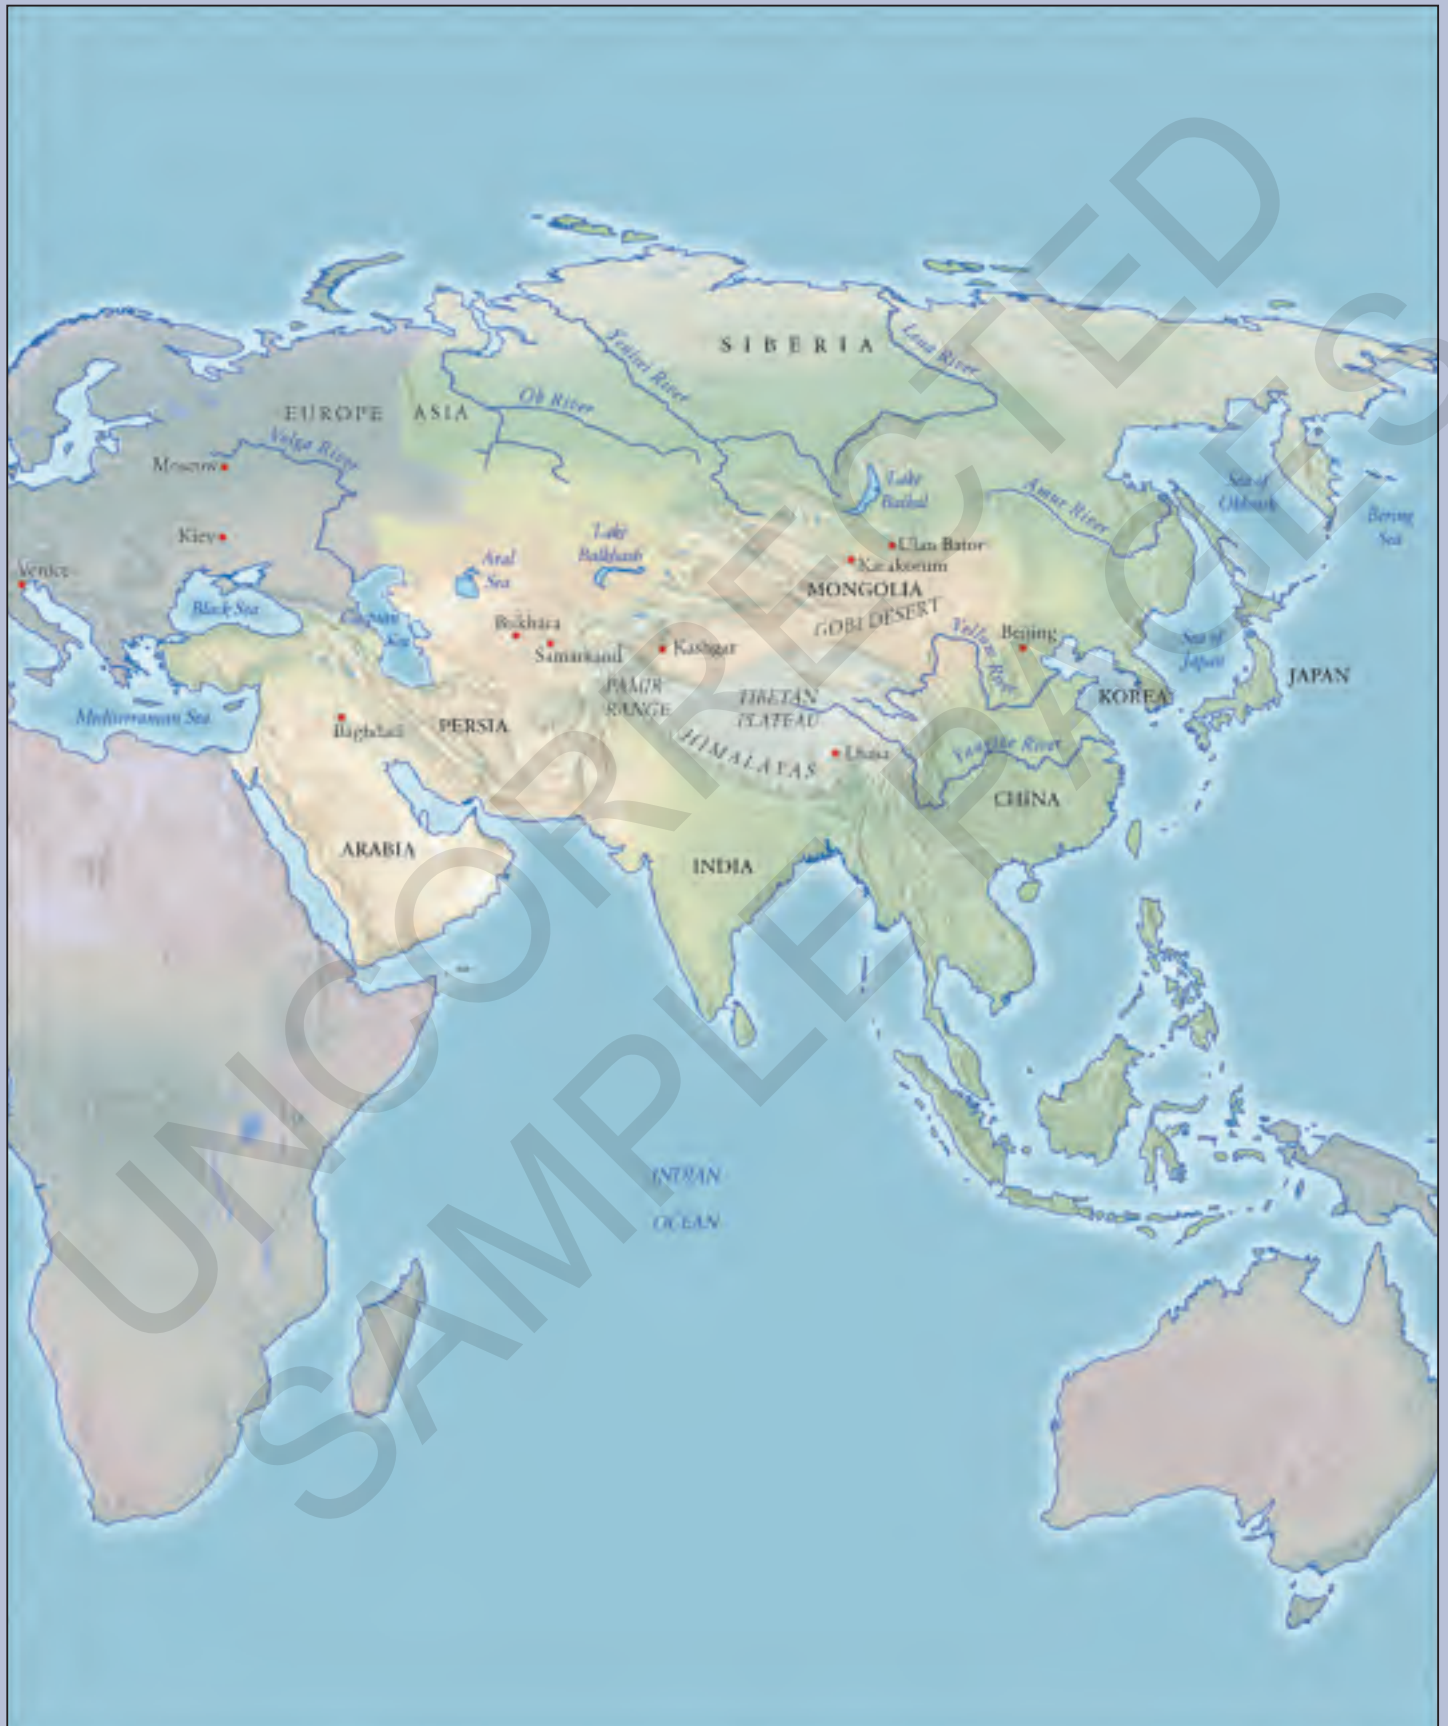 SIBERIA
Lena River
Yenisei River
Ob River
EUROPE ASIA
Volga River
Moscow
Lake
Baikal
Amur River
Sea of
Okhotsk
Bering
Sea
Kiev
Lake
Balkhash
Ulan Bator
Karakorum
Venice
Aral
Sea
MONGOLIA
GOBI DESERT
Black Sea
Caspian
Sea
Bukhara
Samarkand
Kashgar
Yellow River
Beijing
Sea of
Japan
JAPAN
KOREA
PAMIR
RANGE
TIBETAN
PLATEAU
Mediterranean Sea
Baghdad
PERSIA
HIMALAYAS
Lhasa
Yangtke River
CHINA
ARABIA
INDIA
INDIAN
OCEAN
UNCORRECTED
SAMPLE PAGES